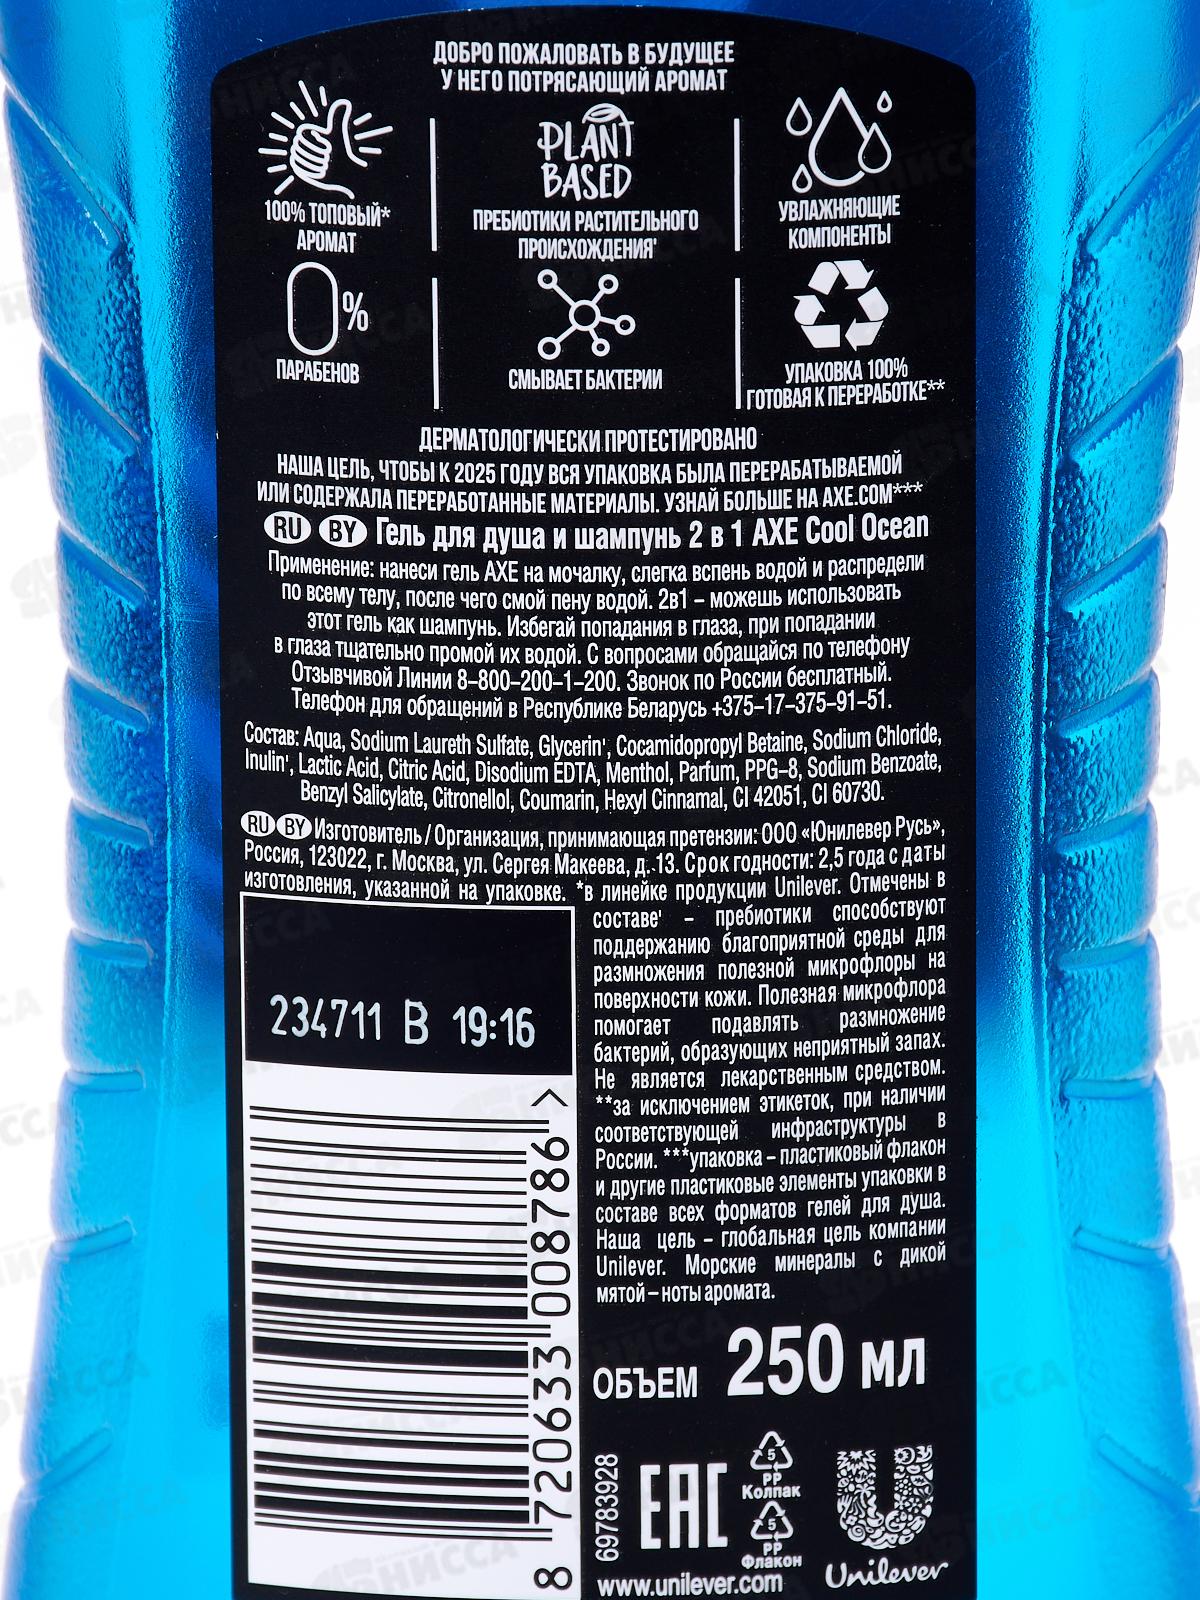 ДОБРО ПОЖАЛОВАТЬ В БУДУЩЕЕ
У НЕГО ПОТРЯСАЮЩИЙ АРОМАТ
100% ТОПОВЫЙ*
АРОМАТ
PLANT
BASED
ПРЕБИОТИКИ РАСТИТЕЛЬНОГО
ПРОИСХОЖДЕНИЯ'
УВЛАЖНЯЮЩИЕ
КОМПОНЕНТЫ
0%
ПАРАБЕНОВ
СМЫВАЕТ БАКТЕРИИ
УПАКОВКА 100%
ГОТОВАЯ К ПЕРЕРАБОТКЕ**
ДЕРМАТОЛОГИЧЕСКИ ПРОТЕСТИРОВАНО
НАША ЦЕЛЬ, ЧТОБЫ К 2025 ГОДУ ВСЯ УПАКОВКА БЫЛА ПЕРЕРАБАТЫВАЕМОЙ
ИЛИ СОДЕРЖАЛА ПЕРЕРАБОТАННЫЕ МАТЕРИАЛЫ. УЗНАЙ БОЛЬШЕ НА AXE.COM***
RU BY Гель для душа и шампунь 2 в 1 AXE Cool Ocean
Применение: нанеси гель AXE на мочалку, слегка вспень водой и распредели
по всему телу, после чего смой пену водой. 2в1 – можешь использовать
этот гель как шампунь. Избегай попадания в глаза, при попадании
в глаза тщательно промой их водой. С вопросами обращайся по телефону
Отзывчивой Линии 8-800-200-1-200. Звонок по России бесплатный.
Телефон для обращений в Республике Беларусь +375-17-375-91-51.
Состав: Aqua, Sodium Laureth Sulfate, Glycerin', Cocamidopropyl Betaine, Sodium Chloride,
Inulin', Lactic Acid, Citric Acid, Disodium EDTA, Menthol, Parfum, PPG-8, Sodium Benzoate,
Benzyl Salicylate, Citronellol, Coumarin, Hexyl Cinnamal, CI 42051, CI 60730.
RU BY Изготовитель / Организация, принимающая претензии: ООО «Юнилевер Русь»,
Россия, 123022, г. Москва, ул. Сергея Макеева, д. 13. Срок годности: 2,5 года с даты
изготовления, указанной на упаковке. *в линейке продукции Unilever. Отмечены в
составе' – пребиотики способствуют
поддержанию благоприятной среды для
размножения полезной микрофлоры на
поверхности кожи. Полезная микрофлора
помогает подавлять размножение
бактерий, образующих неприятный запах.
Не является лекарственным средством.
**за исключением этикеток, при наличии
соответствующей инфраструктуры в
России. ***упаковка – пластиковый флакон
и другие пластиковые элементы упаковки в
составе всех форматов гелей для душа.
Наша цель – глобальная цель компании
Unilever. Морские минералы с дикой
мятой – ноты аромата.
234711 B 19:16
8 720633 008786 >
ОБЪЕМ 250 мл
69783928
EAC
5
PP
Колпак
5
PP
Флакон
Unilever
www.unilever.com